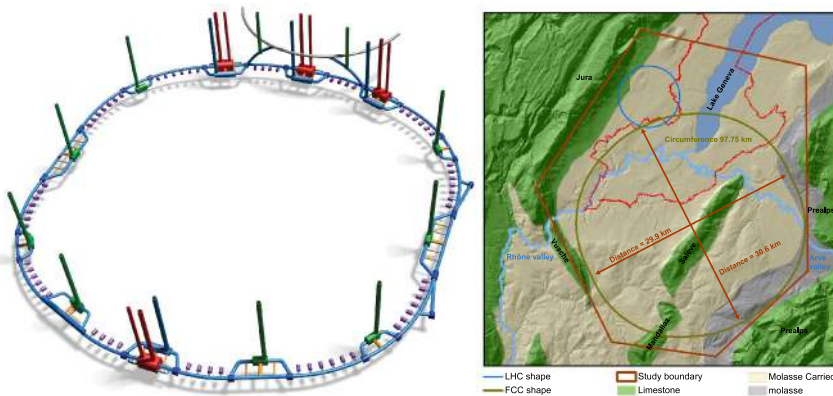 Jura
Lake Geneva
Circumference 97.75 km
Prealps
Distance = 29.9 km
Salève
Vuache
Rhône valley
Distance = 30.6 km
Arve
valley
Mandallaz
Prealps
LHC shape
Study boundary
Molasse Carried
FCC shape
Limestone
molasse